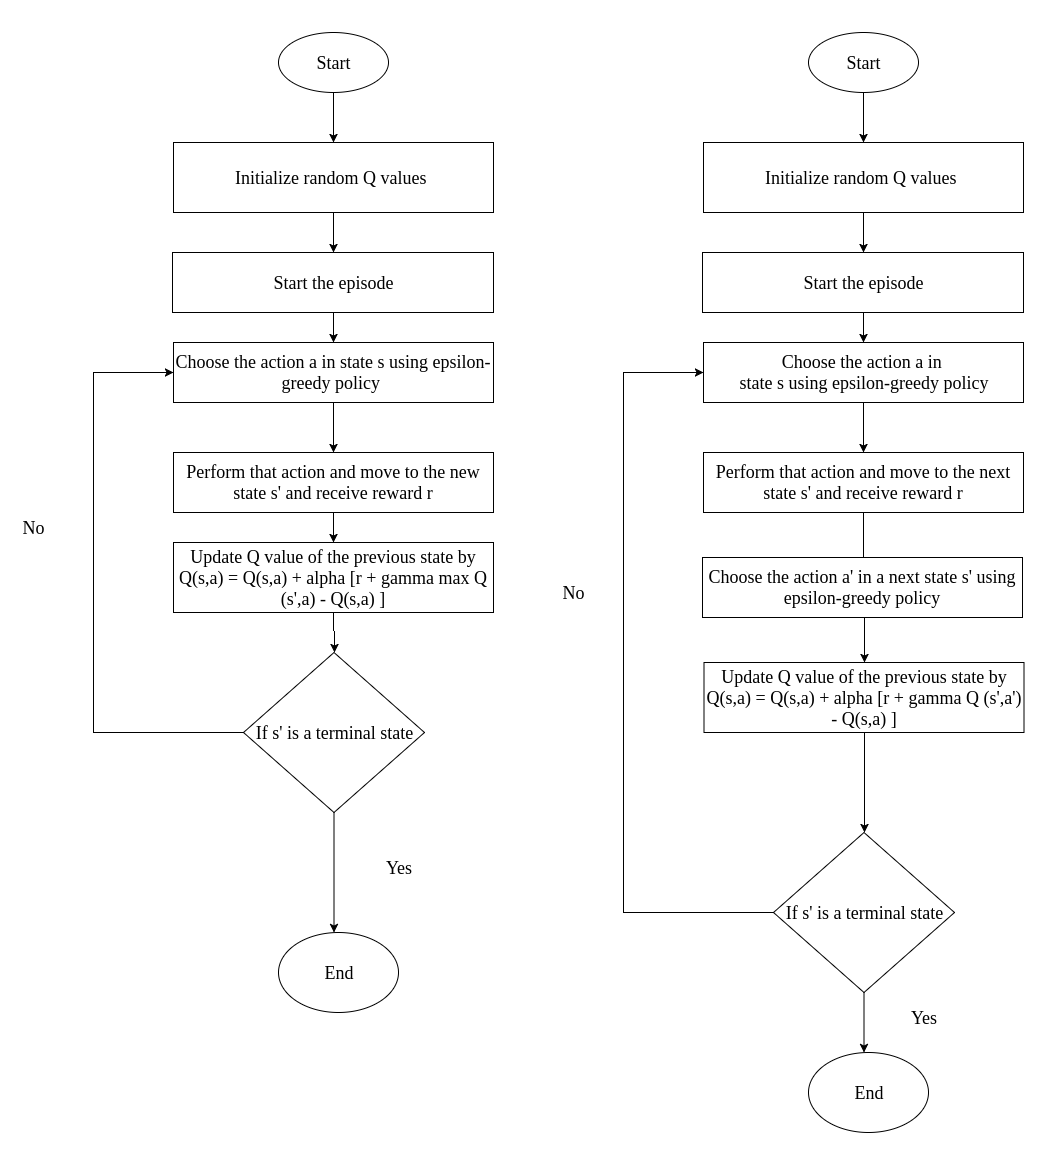 Start
Initialize random Q values
Start the episode
Choose the action a in state s using epsilon-
greedy policy
Perform that action and move to the new
state s' and receive reward r
No
Update Q value of the previous state by
Q(s,a) = Q(s,a) + alpha [r + gamma max Q
(s',a) - Q(s,a) ]
If s' is a terminal state
Yes
End
Start
Initialize random Q values
Start the episode
Choose the action a in
state s using epsilon-greedy policy
Perform that action and move to the next
state s' and receive reward r
Choose the action a' in a next state s' using
epsilon-greedy policy
No
Update Q value of the previous state by
Q(s,a) = Q(s,a) + alpha [r + gamma Q (s',a')
- Q(s,a) ]
If s' is a terminal state
Yes
End